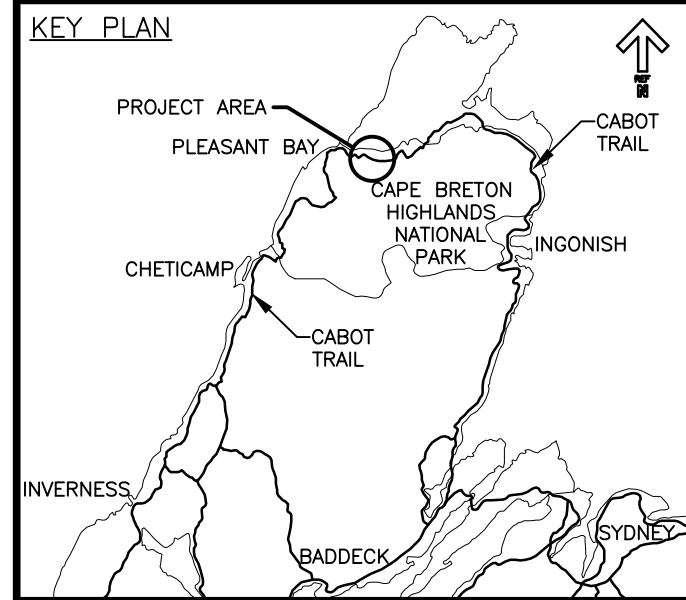 KEY PLAN
REF
N
PROJECT AREA
PLEASANT BAY
CABOT
TRAIL
CAPE BRETON
HIGHLANDS
NATIONAL
PARK
INGONISH
CHETICAMP
CABOT
TRAIL
INVERNESS
BADDECK
SYDNEY